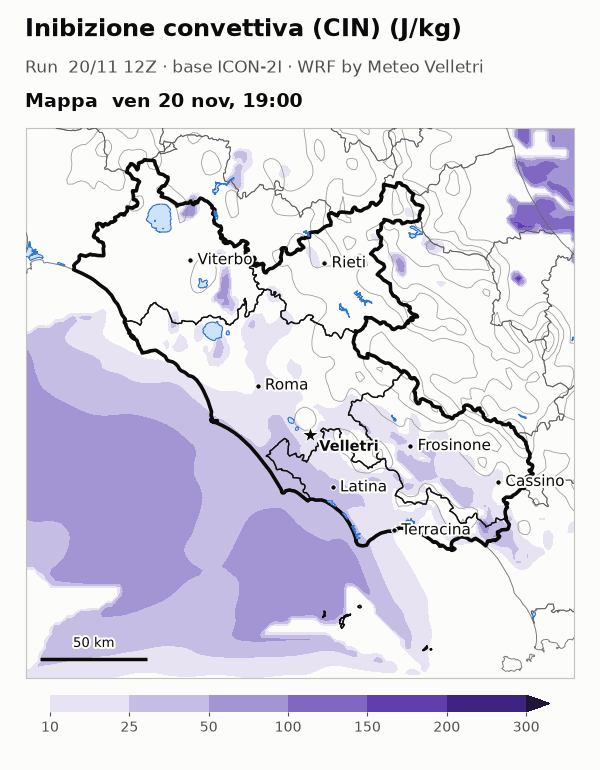 Inibizione convettiva (CIN) (J/kg)
Run 20/11 12Z · base ICON-2I · WRF by Meteo Velletri
Mappa ven 20 nov, 19:00
Viterbo
Rieti
Roma
Velletri
Frosinone
Cassino
Latina
Terracina
50 km
10 25 50 100 150 200 300